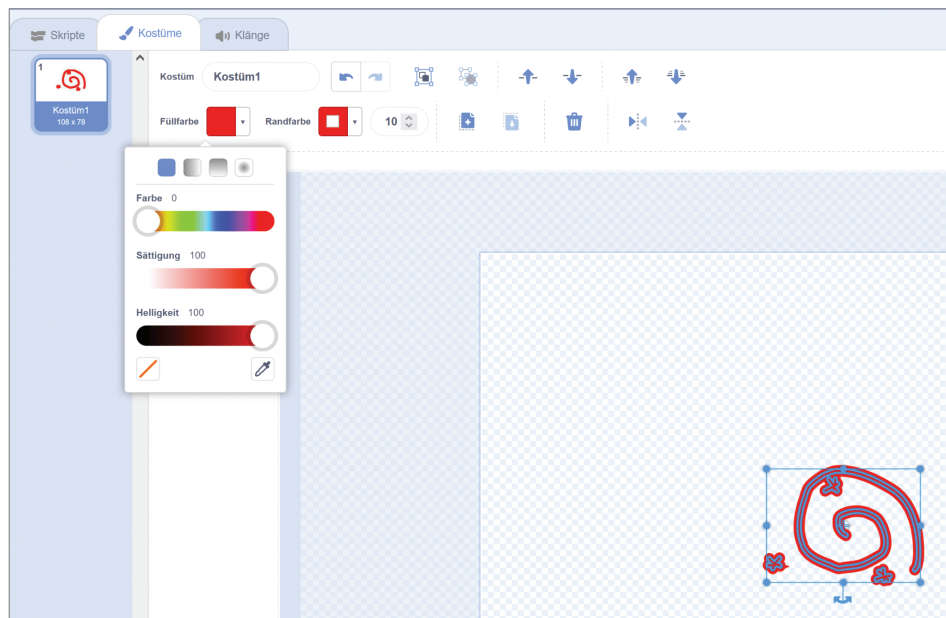 Skripte
Kostüme
Klänge
1
Kostüm1
108 x 78
Kostüm
Kostüm1
Füllfarbe
Randfarbe
10
Farbe 0
Sättigung 100
Helligkeit 100